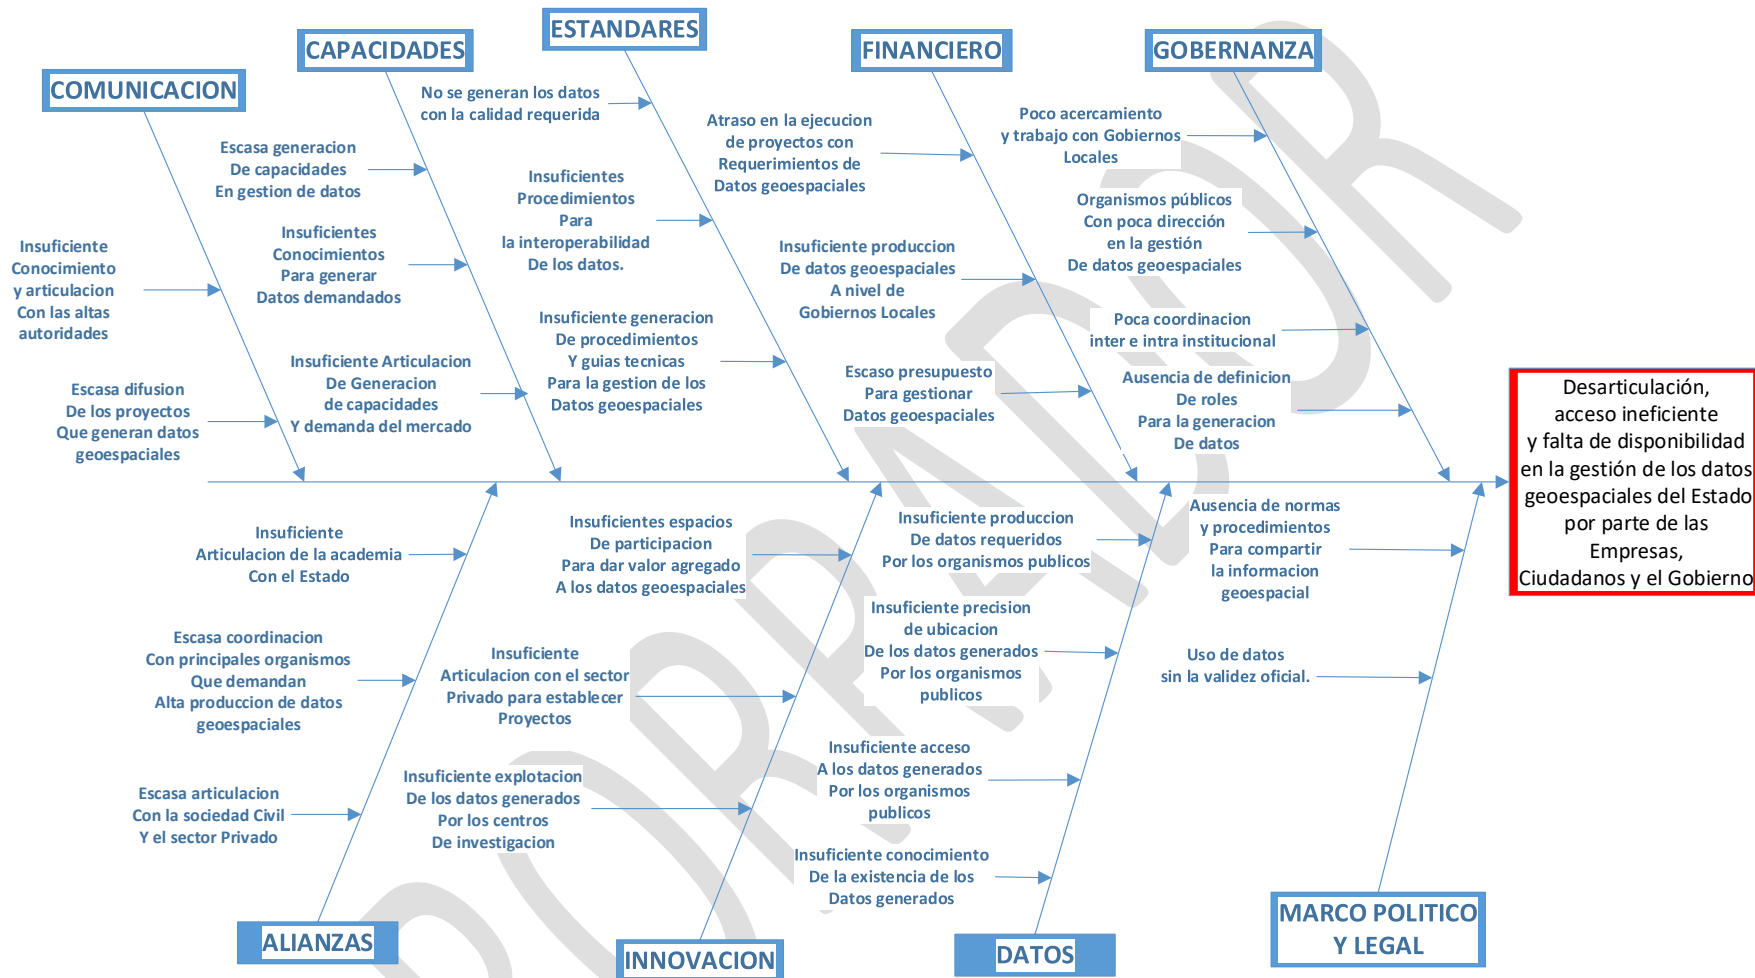 COMUNICACION
CAPACIDADES
ESTANDARES
FINANCIERO
GOBERNANZA
Insuficiente
Conocimiento
y articulacion
Con las altas
autoridades
Escasa difusion
De los proyectos
Que generan datos
geoespaciales
Escasa generacion
De capacidades
En gestion de datos
Insuficientes
Conocimientos
Para generar
Datos demandados
Insuficiente Articulacion
De Generacion
de capacidades
Y demanda del mercado
No se generan los datos
con la calidad requerida
Insuficientes
Procedimientos
Para
la interoperabilidad
De los datos.
Insuficiente generacion
De procedimientos
Y guias tecnicas
Para la gestion de los
Datos geoespaciales
Atraso en la ejecucion
de proyectos con
Requerimientos de
Datos geoespaciales
Insuficiente produccion
De datos geoespaciales
A nivel de
Gobiernos Locales
Escaso presupuesto
Para gestionar
Datos geoespaciales
Poco acercamiento
y trabajo con Gobiernos
Locales
Organismos públicos
Con poca dirección
en la gestión
De datos geoespaciales
Poca coordinacion
inter e intra institucional
Ausencia de definicion
De roles
Para la generacion
De datos
Desarticulación,
acceso ineficiente
y falta de disponibilidad
en la gestión de los datos
geoespaciales del Estado
por parte de las
Empresas,
Ciudadanos y el Gobierno
Insuficiente
Articulacion de la academia
Con el Estado
Escasa coordinacion
Con principales organismos
Que demandan
Alta produccion de datos
geoespaciales
Escasa articulacion
Con la sociedad Civil
Y el sector Privado
Insuficientes espacios
De participacion
Para dar valor agregado
A los datos geoespaciales
Insuficiente
Articulacion con el sector
Privado para establecer
Proyectos
Insuficiente explotacion
De los datos generados
Por los centros
De investigacion
Insuficiente produccion
De datos requeridos
Por los organismos publicos
Insuficiente precision
de ubicacion
De los datos generados
Por los organismos
publicos
Insuficiente acceso
A los datos generados
Por los organismos
publicos
Insuficiente conocimiento
De la existencia de los
Datos generados
Ausencia de normas
y procedimientos
Para compartir
la informacion
geoespacial
Uso de datos
sin la validez oficial.
ALIANZAS
INNOVACION
DATOS
MARCO POLITICO
Y LEGAL
BORRADOR